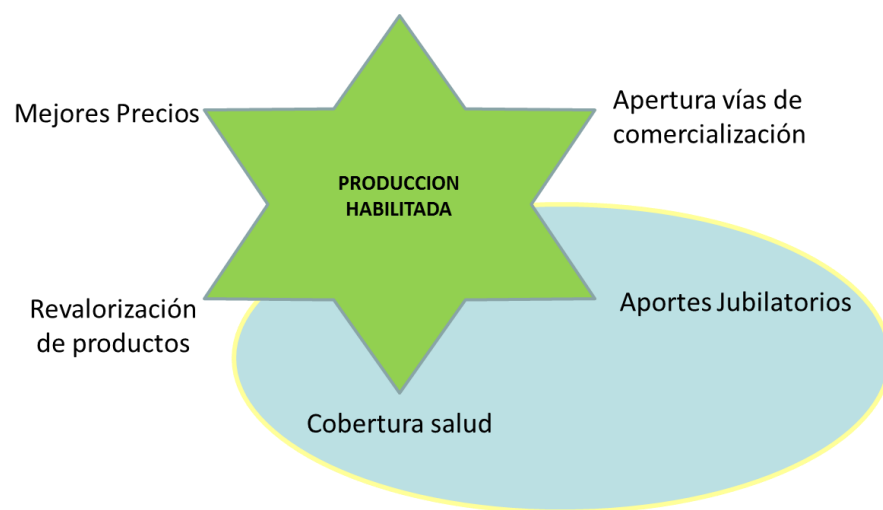 Mejores Precios
Apertura vías de
comercialización
PRODUCCION
HABILITADA
Revalorización
de productos
Aportes Jubilatorios
Cobertura salud